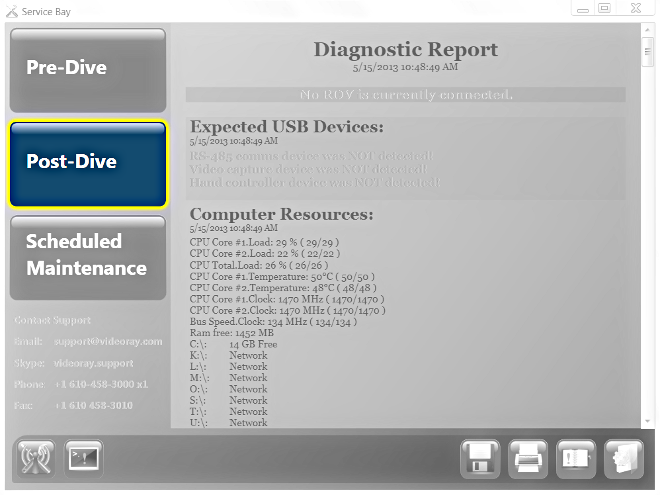 Service Bay
Pre-Dive
Post-Dive
Scheduled
Maintenance
Contact Support
Email: support@videoray.com
Skype: videoray.support
Phone: +1 610-458-3000 x1
Fax: +1 610 458-3010
Diagnostic Report
5/15/2013 10:48:49 AM
No ROV is currently connected.
Expected USB Devices:
5/15/2013 10:48:49 AM
RS-485 comms device was NOT detected!
Video capture device was NOT detected!
Hand controller device was NOT detected!
Computer Resources:
5/15/2013 10:48:49 AM
CPU Core #1.Load: 29 % ( 29/29 )
CPU Core #2.Load: 22 % ( 22/22 )
CPU Total.Load: 26 % ( 26/26 )
CPU Core #1.Temperature: 50°C ( 50/50 )
CPU Core #2.Temperature: 48°C ( 48/48 )
CPU Core #1.Clock: 1470 MHz ( 1470/1470 )
CPU Core #2.Clock: 1470 MHz ( 1470/1470 )
Bus Speed.Clock: 134 MHz ( 134/134 )
Ram free: 1452 MB
C:\: 14 GB Free
K:\: Network
L:\: Network
M:\: Network
O:\: Network
S:\: Network
T:\: Network
U:\: Network